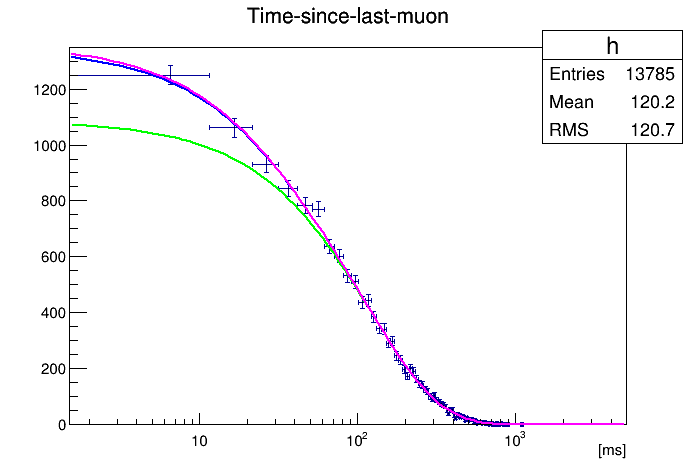 Time-since-last-muon
h
Entries 13785
Mean 120.2
RMS 120.7
1200
1000
800
600
400
200
0
10 10² 10³
[ms]